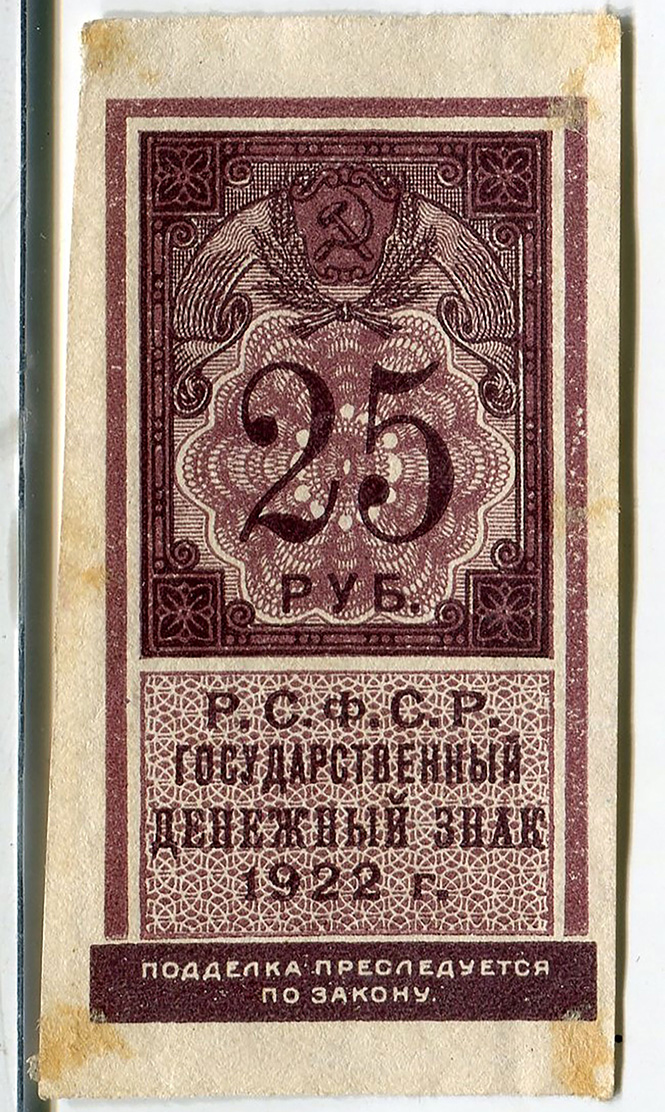 25
РУБ.
Р.С.Ф.С.Р.
ГОСУДАРСТВЕННЫЙ
ДЕНЕЖНЫЙ ЗНАК
1922 г.
ПОДДЕЛКА ПРЕСЛЕДУЕТСЯ
ПО ЗАКОНУ.